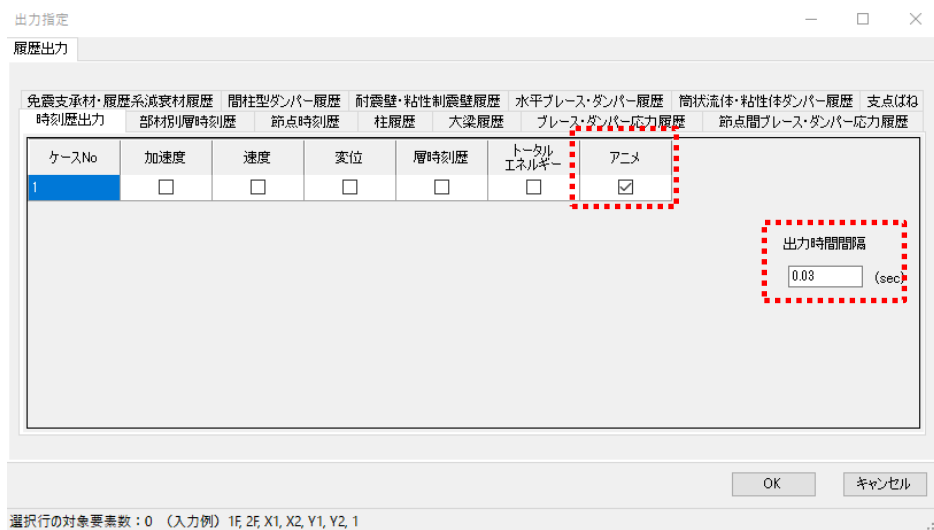 出力指定
履歴出力
免震支承材・履歴系減衰材履歴 間柱型ダンパー履歴 耐震壁・粘性制震壁履歴 水平ブレース・ダンパー履歴 筒状流体・粘性体ダンパー履歴 支点ばね
時刻歴出力 部材別層時刻歴 節点時刻歴 柱履歴 大梁履歴 ブレース・ダンパー応力履歴 節点間ブレース・ダンパー応力履歴
ケースNo 加速度 速度 変位 層時刻歴 トータル
エネルギー アニメ
1
出力時間間隔
0.03 (sec)
OK キャンセル
選択行の対象要素数：0 （入力例）1F, 2F, X1, X2, Y1, Y2, 1